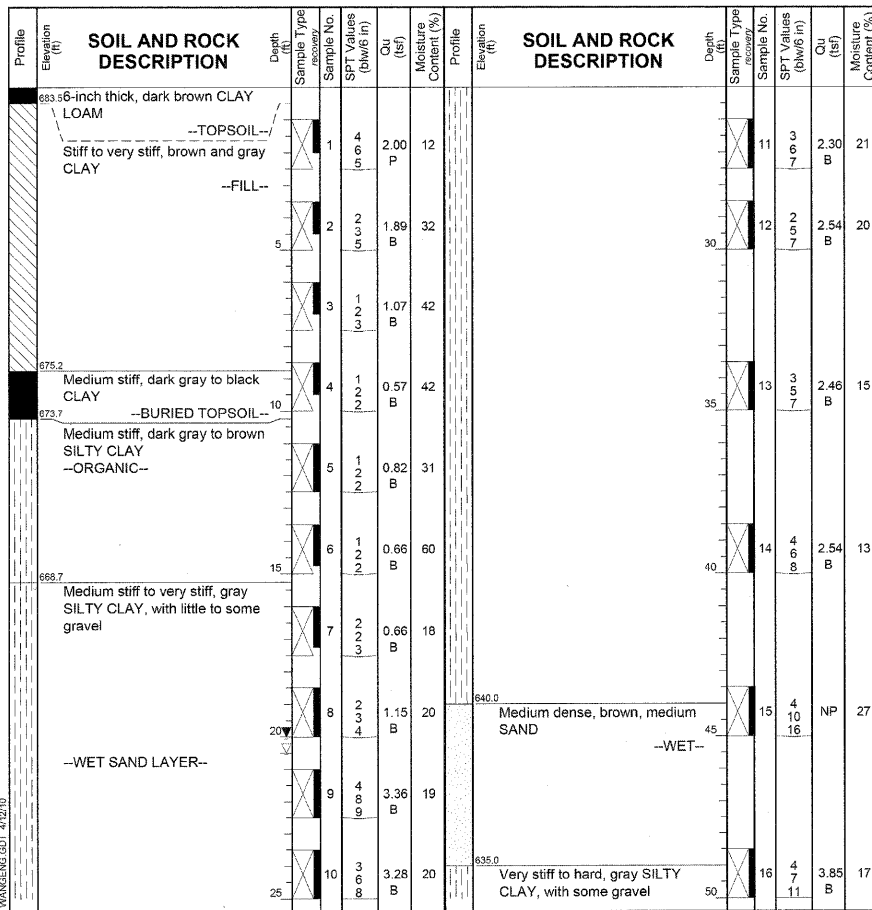 Profile
Elevation (ft)
SOIL AND ROCK
DESCRIPTION
Depth (ft)
Sample Type
recovery
Sample No.
SPT Values (blw/6 in)
Qu (tsf)
Moisture Content (%)
683.5 6-inch thick, dark brown CLAY
LOAM
--TOPSOIL--
Stiff to very stiff, brown and gray
CLAY
--FILL--
1 4 6 5 2.00 P 12
5
2 2 3 5 1.89 B 32
3 1 2 3 1.07 B 42
675.2
Medium stiff, dark gray to black
CLAY
10
4 1 2 2 0.57 B 42
--BURIED TOPSOIL--
673.7
Medium stiff, dark gray to brown
SILTY CLAY
--ORGANIC--
5 1 2 2 0.82 B 31
15
6 1 2 2 0.66 B 60
668.7
Medium stiff to very stiff, gray
SILTY CLAY, with little to some
gravel
7 2 2 3 0.66 B 18
20
8 2 3 4 1.15 B 20
--WET SAND LAYER--
9 4 8 9 3.36 B 19
25
10 3 6 8 3.28 B 20
WANGENG.GDT 4/12/10
Profile
Elevation (ft)
SOIL AND ROCK
DESCRIPTION
Depth (ft)
Sample Type
recovery
Sample No.
SPT Values (blw/6 in)
Qu (tsf)
Moisture Content (%)
11 3 6 7 2.30 B 21
30
12 2 5 7 2.54 B 20
35
13 3 5 7 2.46 B 15
40
14 4 6 8 2.54 B 13
640.0
Medium dense, brown, medium
SAND
45
15 4 10 16 NP 27
--WET--
635.0
Very stiff to hard, gray SILTY
CLAY, with some gravel
50
16 4 7 11 3.85 B 17